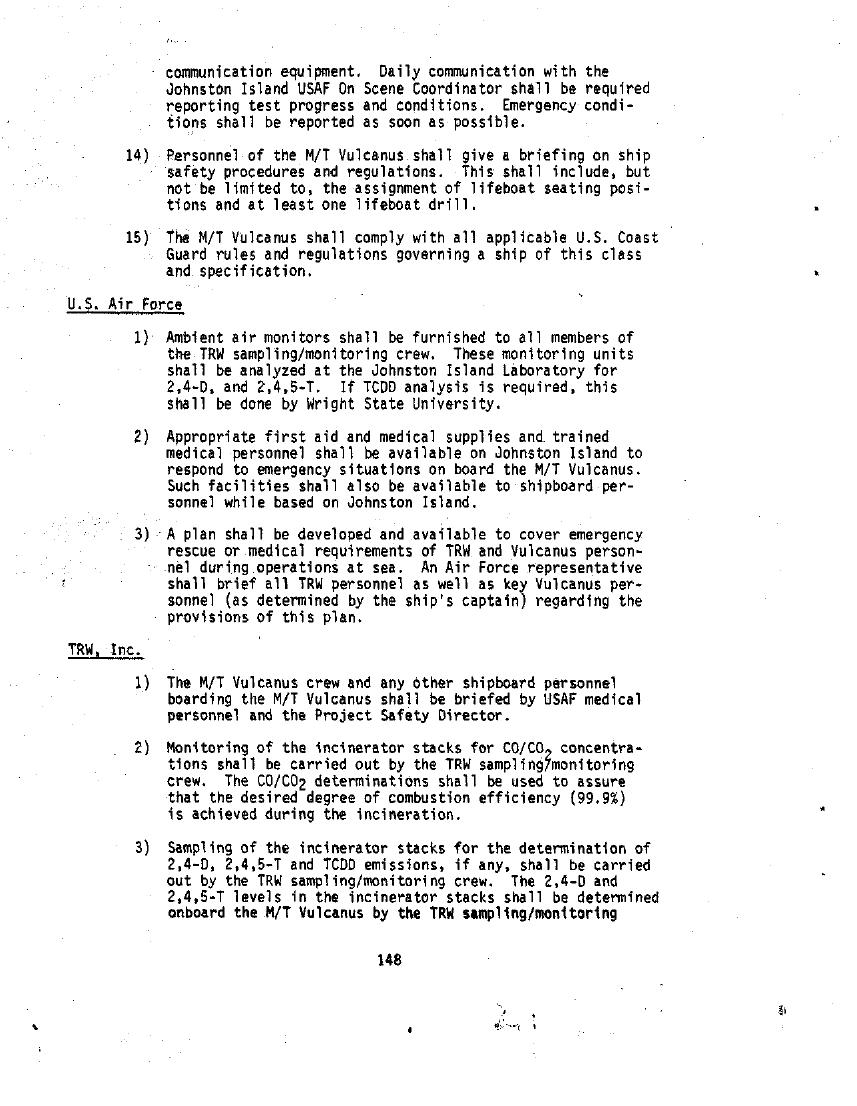 communication equipment. Daily communication with the
Johnston Island USAF On Scene Coordinator shall be required
reporting test progress and conditions. Emergency condi-
tions shall be reported as soon as possible.
14) Personnel of the M/T Vulcanus shall give a briefing on ship
safety procedures and regulations. This shall include, but
not be limited to, the assignment of lifeboat seating posi-
tions and at least one lifeboat drill.
15) The M/T Vulcanus shall comply with all applicable U.S. Coast
Guard rules and regulations governing a ship of this class
and specification.
U.S. Air Force
1) Ambient air monitors shall be furnished to all members of
the TRW sampling/monitoring crew. These monitoring units
shall be analyzed at the Johnston Island Laboratory for
2,4-D, and 2,4,5-T. If TCDD analysis is required, this
shall be done by Wright State University.
2) Appropriate first aid and medical supplies and trained
medical personnel shall be available on Johnston Island to
respond to emergency situations on board the M/T Vulcanus.
Such facilities shall also be available to shipboard per-
sonnel while based on Johnston Island.
3) A plan shall be developed and available to cover emergency
rescue or medical requirements of TRW and Vulcanus person-
nel during operations at sea. An Air Force representative
shall brief all TRW personnel as well as key Vulcanus per-
sonnel (as determined by the ship's captain) regarding the
provisions of this plan.
TRW, Inc.
1) The M/T Vulcanus crew and any other shipboard personnel
boarding the M/T Vulcanus shall be briefed by USAF medical
personnel and the Project Safety Director.
2) Monitoring of the incinerator stacks for CO/CO2 concentra-
tions shall be carried out by the TRW sampling/monitoring
crew. The CO/CO2 determinations shall be used to assure
that the desired degree of combustion efficiency (99.9%)
is achieved during the incineration.
3) Sampling of the incinerator stacks for the determination of
2,4-D, 2,4,5-T and TCDD emissions, if any, shall be carried
out by the TRW sampling/monitoring crew. The 2,4-D and
2,4,5-T levels in the incinerator stacks shall be determined
onboard the M/T Vulcanus by the TRW sampling/monitoring
148